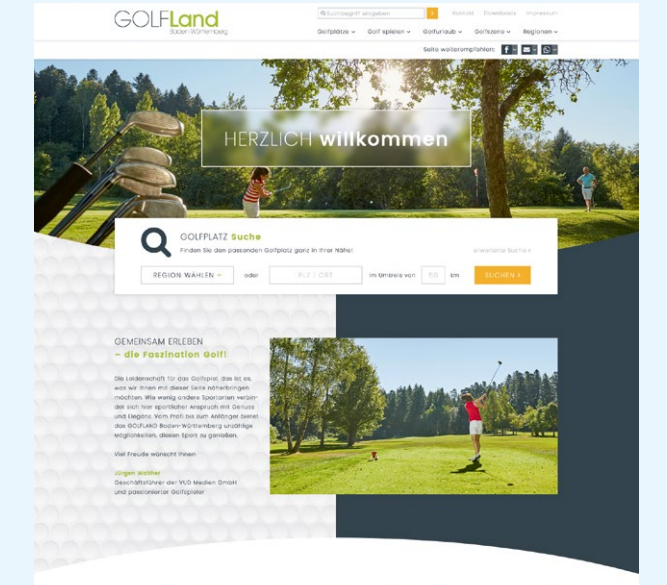 GOLFLand
Baden-Württemberg
Suchbegriff eingeben
Kontakt Downloads Impressum
Golfplätze Golf spielen Golfurlaub Golfszene Regionen
Seite weiterempfehlen:
HERZLICH willkommen
GOLFPLATZ Suche
Finden Sie den passenden Golfplatz ganz in Ihrer Nähe!
erweiterte Suche
REGION WÄHLEN oder PLZ / ORT im Umkreis von 50 km SUCHEN
GEMEINSAM ERLEBEN
– die Faszination Golf!
Die Leidenschaft für das Golfspiel, das ist es,
was wir Ihnen mit dieser Seite näherbringen
möchten. Wie wenig andere Sportarten verbin-
det sich hier sportlicher Anspruch mit Genuss
und Eleganz. Vom Profi bis zum Anfänger bietet
das GOLFLAND Baden-Württemberg unzählige
Möglichkeiten, diesen Sport zu genießen.
Viel Freude wünscht Ihnen
Jürgen Walther
Geschäftsführer der VUD Medien GmbH
und passionierter Golfspieler